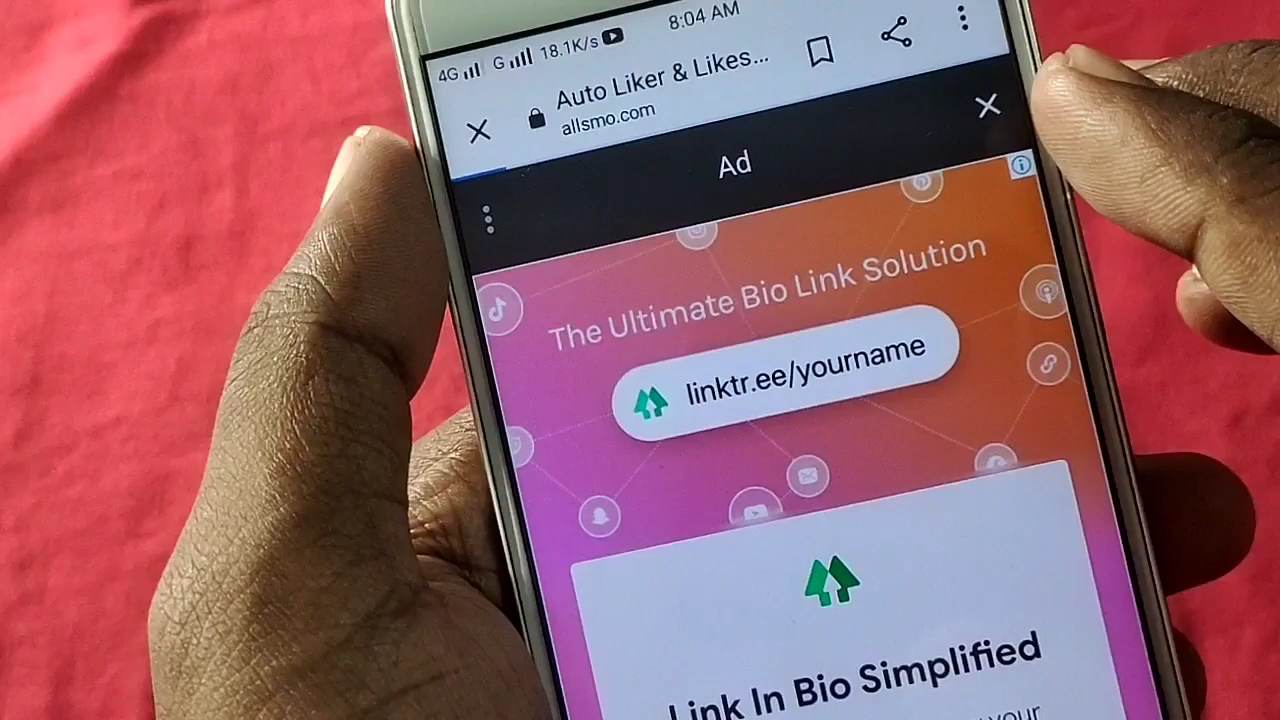 4G G 18.1K/s 8:04 AM
Auto Liker & Likes...
allsmo.com
Ad
The Ultimate Bio Link Solution
linktr.ee/yourname
Link In Bio Simplified
your